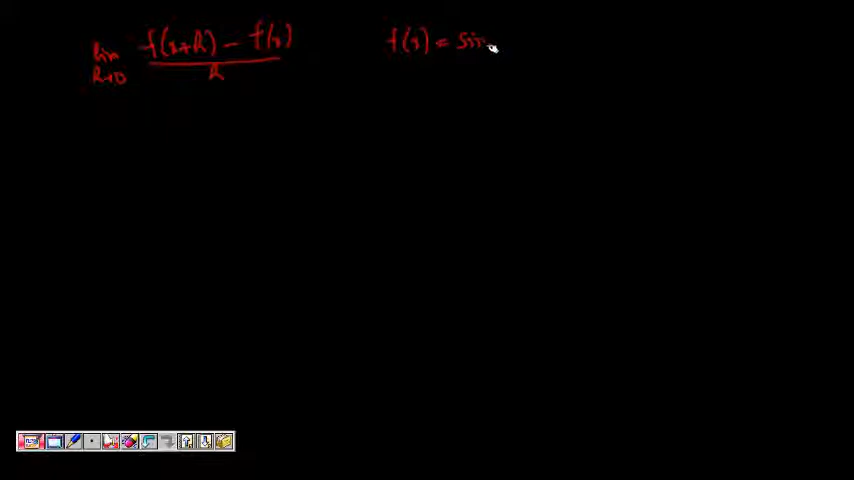 lim f(x+h) - f(x) / h f(x) = sin
h→0